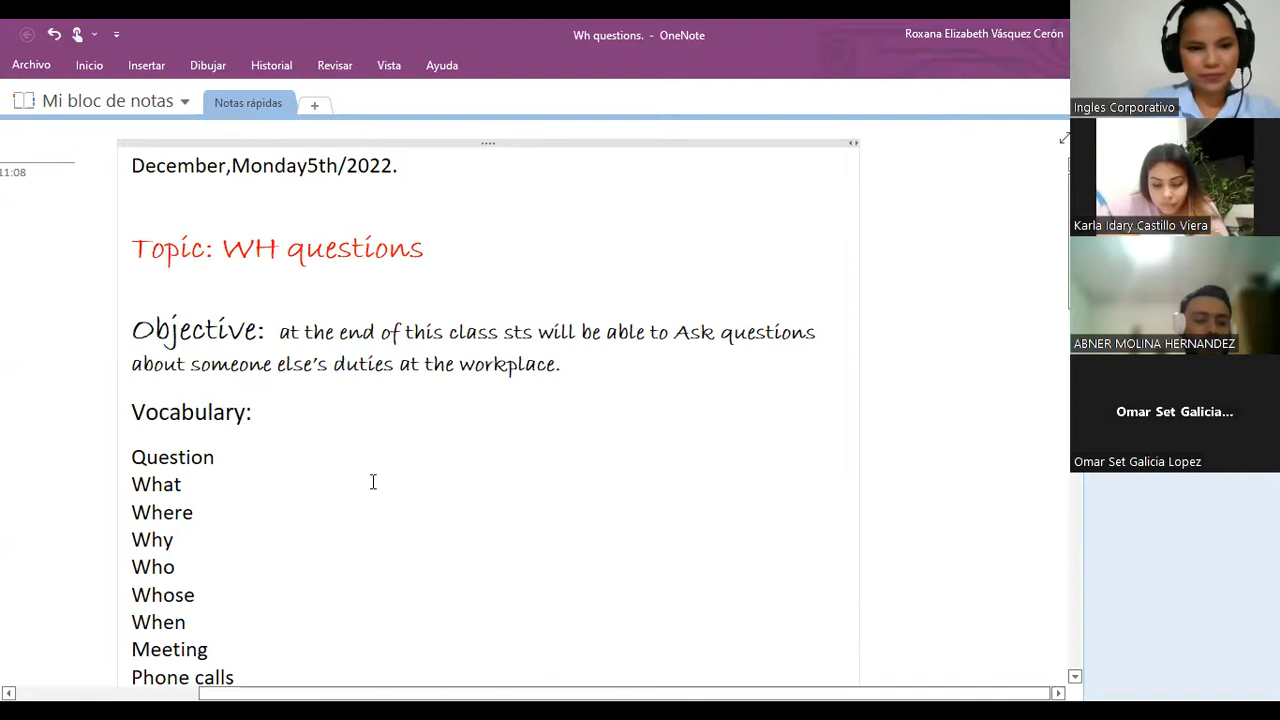 Wh questions. - OneNote
Roxana Elizabeth Vásquez Cerón
Archivo Inicio Insertar Dibujar Historial Revisar Vista Ayuda
Mi bloc de notas Notas rápidas
11:08
December,Monday5th/2022.
Topic: WH questions
Objective: at the end of this class sts will be able to Ask questions
about someone else's duties at the workplace.
Vocabulary:
Question
What
Where
Why
Who
Whose
When
Meeting
Phone calls
Ingles Corporativo
Karla Idary Castillo Viera
ABNER MOLINA HERNANDEZ
Omar Set Galicia...
Omar Set Galicia Lopez